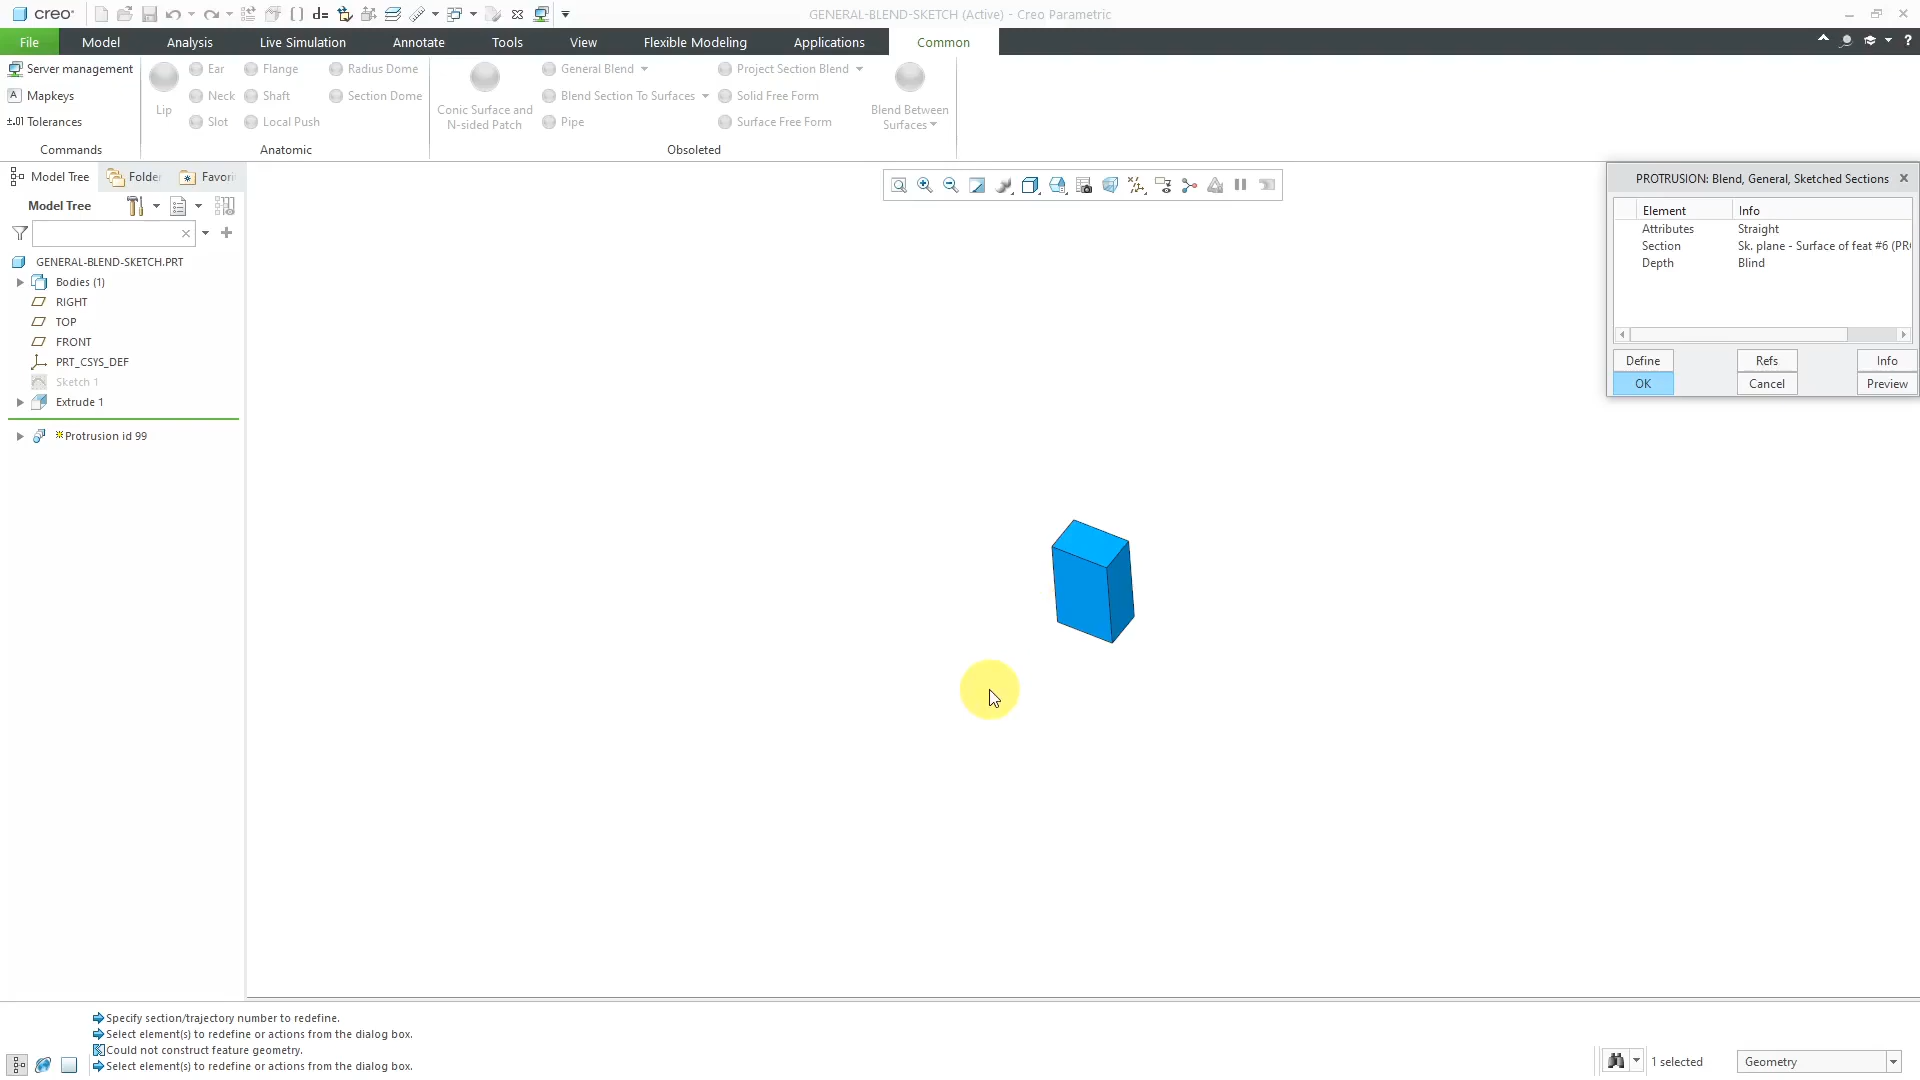 creo
GENERAL-BLEND-SKETCH (Active) - Creo Parametric
File
Model
Analysis
Live Simulation
Annotate
Tools
View
Flexible Modeling
Applications
Common
Server management
Mapkeys
Tolerances
Commands
Lip
Ear
Neck
Slot
Flange
Shaft
Local Push
Radius Dome
Section Dome
Anatomic
Conic Surface and
N-sided Patch
General Blend
Blend Section To Surfaces
Pipe
Project Section Blend
Solid Free Form
Surface Free Form
Blend Between
Surfaces
Obsoleted
Model Tree
Folde
Favori
Model Tree
GENERAL-BLEND-SKETCH.PRT
Bodies (1)
RIGHT
TOP
FRONT
PRT_CSYS_DEF
Sketch 1
Extrude 1
Protrusion id 99
PROTRUSION: Blend, General, Sketched Sections
Element Info
Attributes Straight
Section Sk. plane - Surface of feat #6 (PR
Depth Blind
Define Refs Info
OK Cancel Preview
Specify section/trajectory number to redefine.
Select element(s) to redefine or actions from the dialog box.
Could not construct feature geometry.
Select element(s) to redefine or actions from the dialog box.
1 selected
Geometry